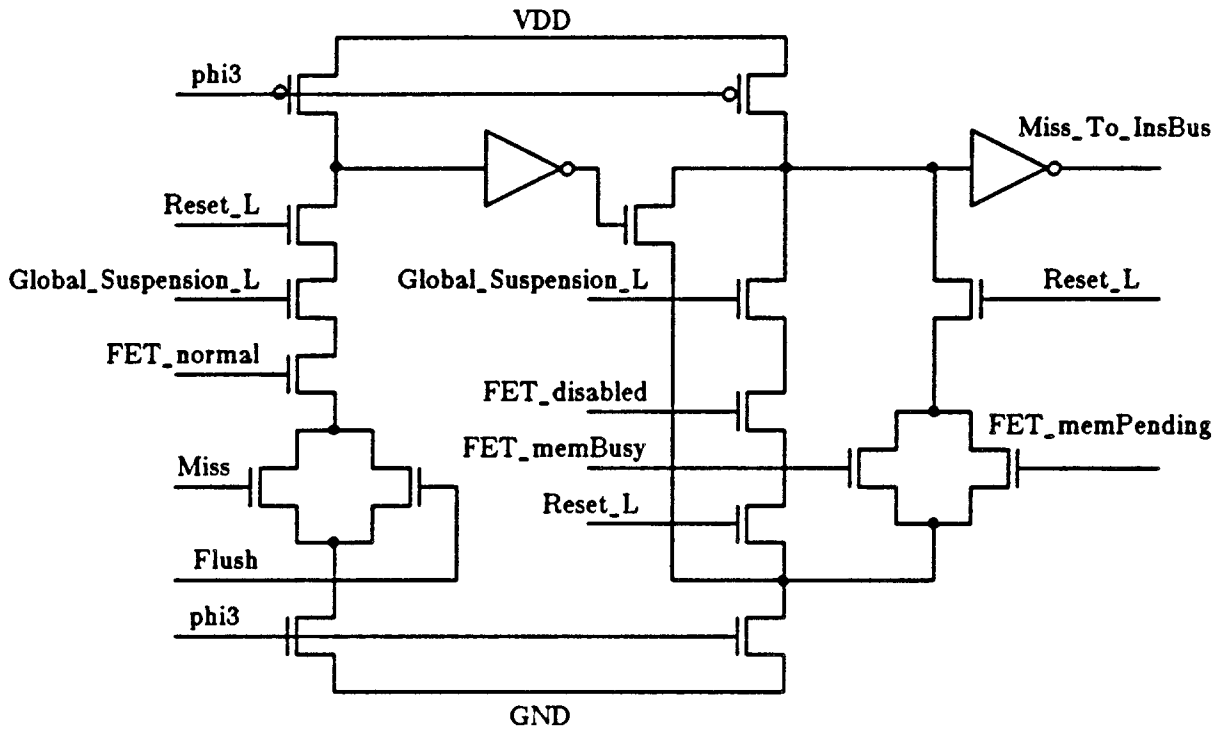 VDD
phi3
Miss_To_InsBus
Reset_L
Global_Suspension_L
Global_Suspension_L
Reset_L
FET_normal
FET_disabled
FET_memBusy
FET_memPending
Miss
Reset_L
Flush
phi3
GND